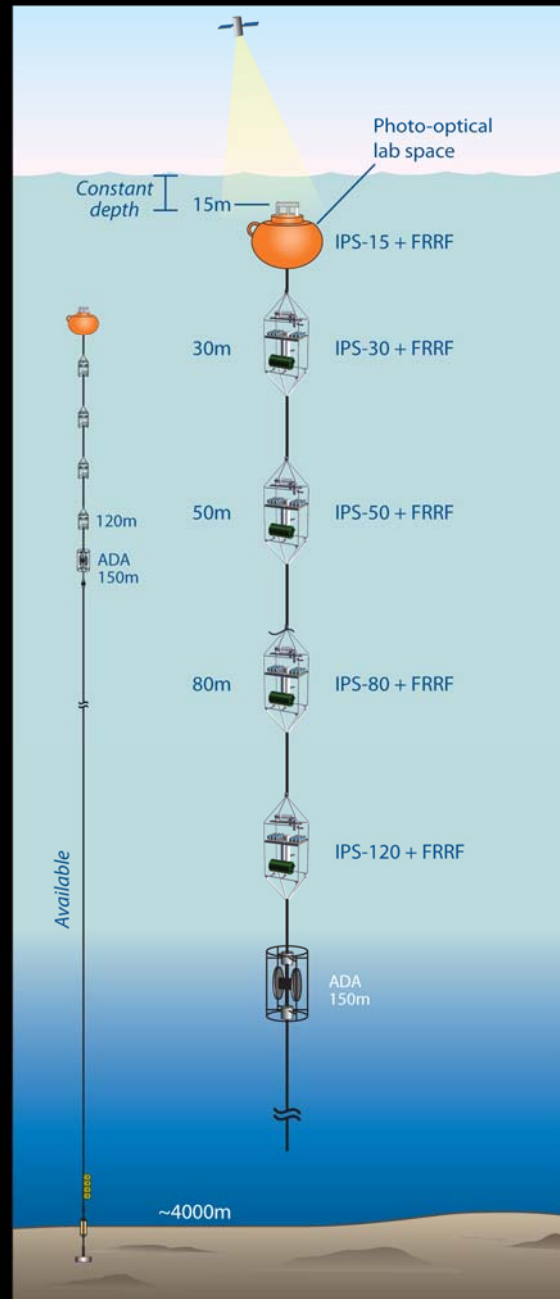 Photo-optical
lab space
Constant
depth
15m
IPS-15 + FRRF
30m
IPS-30 + FRRF
50m
IPS-50 + FRRF
120m
ADA
150m
80m
IPS-80 + FRRF
IPS-120 + FRRF
Available
ADA
150m
~4000m